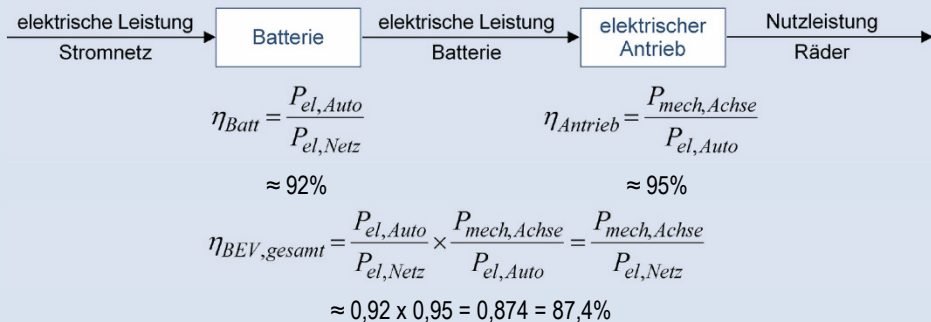 elektrische Leistung Batterie elektrische Leistung elektrischer Antrieb Nutzleistung
Stromnetz Batterie Räder
η_Batt = P_el,Auto / P_el,Netz η_Antrieb = P_mech,Achse / P_el,Auto
≈ 92% ≈ 95%
η_BEV,gesamt = P_el,Auto / P_el,Netz × P_mech,Achse / P_el,Auto = P_mech,Achse / P_el,Netz
≈ 0,92 x 0,95 = 0,874 = 87,4%